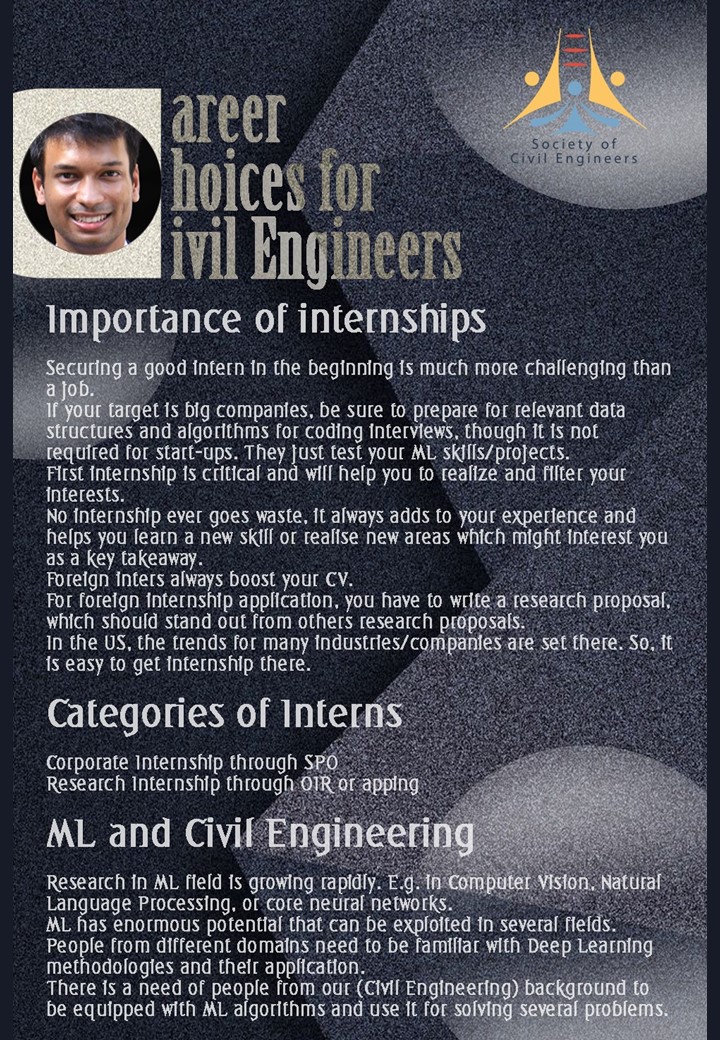 Society of
Civil Engineers
areer
hoices for
ivil Engineers
Importance of internships
Securing a good intern in the beginning is much more challenging than
a job.
If your target is big companies, be sure to prepare for relevant data
structures and algorithms for coding interviews, though it is not
required for start-ups. They just test your ML skills/projects.
First internship is critical and will help you to realize and filter your
interests.
No internship ever goes waste, it always adds to your experience and
helps you learn a new skill or realise new areas which might interest you
as a key takeaway.
Foreign inters always boost your CV.
For foreign internship application, you have to write a research proposal,
which should stand out from others research proposals.
In the US, the trends for many industries/companies are set there. So, it
is easy to get internship there.
Categories of Interns
Corporate Internship through SPO
Research Internship through OIR or apping
ML and Civil Engineering
Research in ML field is growing rapidly. E.g. in Computer Vision, Natural
Language Processing, or core neural networks.
ML has enormous potential that can be exploited in several fields.
People from different domains need to be familiar with Deep Learning
methodologies and their application.
There is a need of people from our (Civil Engineering) background to
be equipped with ML algorithms and use it for solving several problems.